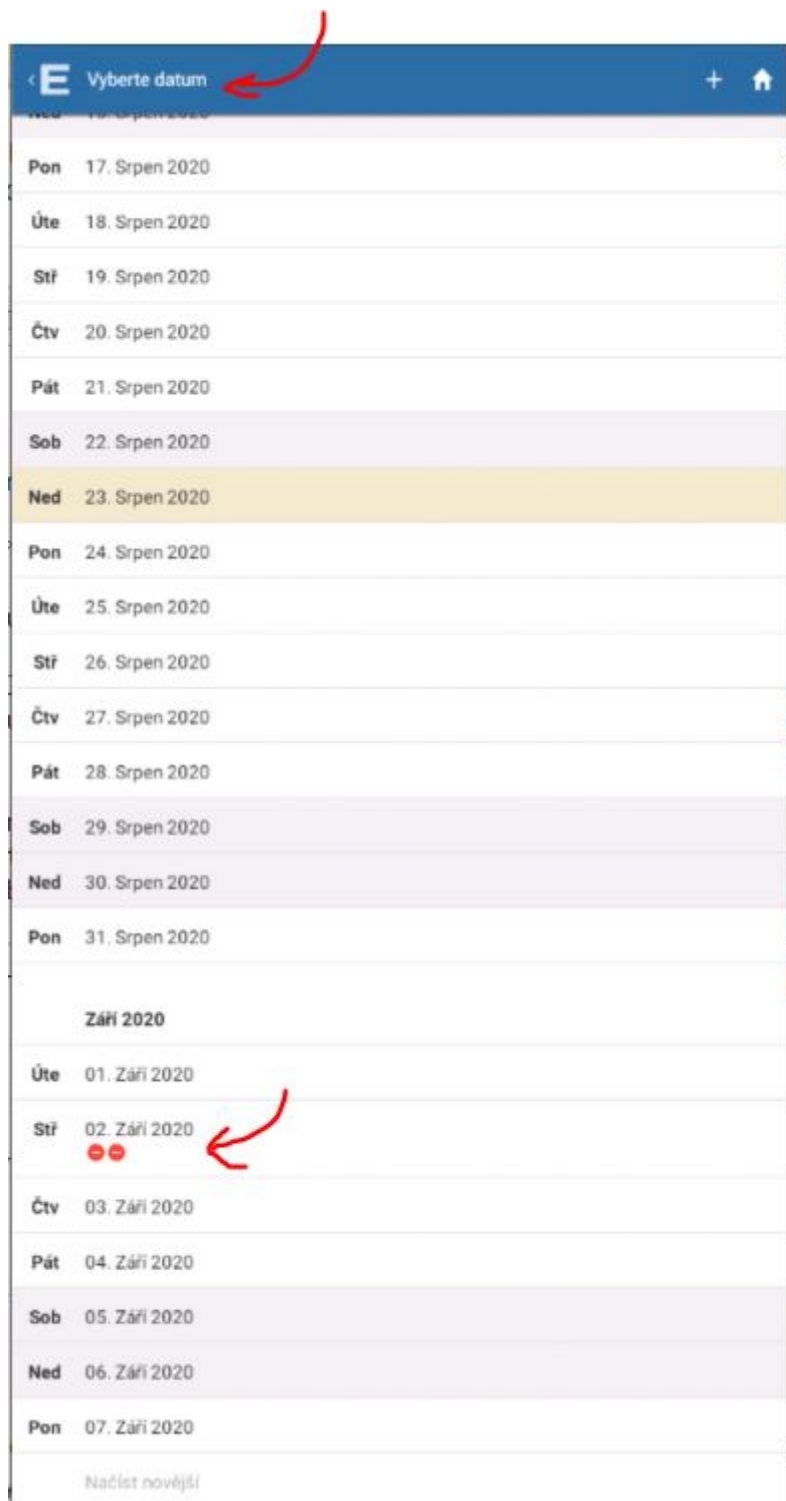 E Vyberte datum +
Pon 17. Srpen 2020
Úte 18. Srpen 2020
Stř 19. Srpen 2020
Čtv 20. Srpen 2020
Pát 21. Srpen 2020
Sob 22. Srpen 2020
Ned 23. Srpen 2020
Pon 24. Srpen 2020
Úte 25. Srpen 2020
Stř 26. Srpen 2020
Čtv 27. Srpen 2020
Pát 28. Srpen 2020
Sob 29. Srpen 2020
Ned 30. Srpen 2020
Pon 31. Srpen 2020
Září 2020
Úte 01. Září 2020
Stř 02. Září 2020
Čtv 03. Září 2020
Pát 04. Září 2020
Sob 05. Září 2020
Ned 06. Září 2020
Pon 07. Září 2020
Načíst novější